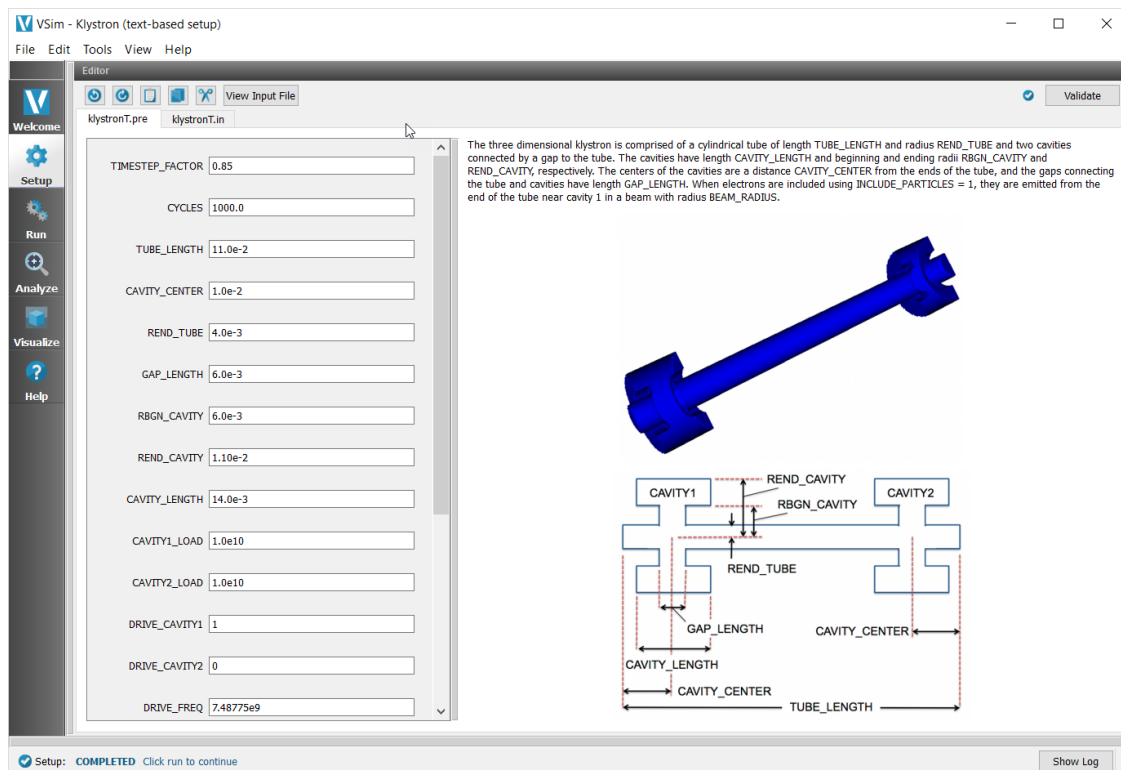 VSim - Klystron (text-based setup)
File Edit Tools View Help
Editor
View Input File
Validate
Welcome
Setup
Run
Analyze
Visualize
Help
klystronT.pre klystronT.in
TIMESTEP_FACTOR 0.85
CYCLES 1000.0
TUBE_LENGTH 11.0e-2
CAVITY_CENTER 1.0e-2
REND_TUBE 4.0e-3
GAP_LENGTH 6.0e-3
RBGN_CAVITY 6.0e-3
REND_CAVITY 1.10e-2
CAVITY_LENGTH 14.0e-3
CAVITY1_LOAD 1.0e10
CAVITY2_LOAD 1.0e10
DRIVE_CAVITY1 1
DRIVE_CAVITY2 0
DRIVE_FREQ 7.48775e9
The three dimensional klystron is comprised of a cylindrical tube of length TUBE_LENGTH and radius REND_TUBE and two cavities
connected by a gap to the tube. The cavities have length CAVITY_LENGTH and beginning and ending radii RBGN_CAVITY and
REND_CAVITY, respectively. The centers of the cavities are a distance CAVITY_CENTER from the ends of the tube, and the gaps connecting
the tube and cavities have length GAP_LENGTH. When electrons are included using INCLUDE_PARTICLES = 1, they are emitted from the
end of the tube near cavity 1 in a beam with radius BEAM_RADIUS.
CAVITY1
REND_CAVITY
CAVITY2
RBGN_CAVITY
REND_TUBE
GAP_LENGTH
CAVITY_CENTER
CAVITY_LENGTH
CAVITY_CENTER
TUBE_LENGTH
Setup: COMPLETED Click run to continue
Show Log